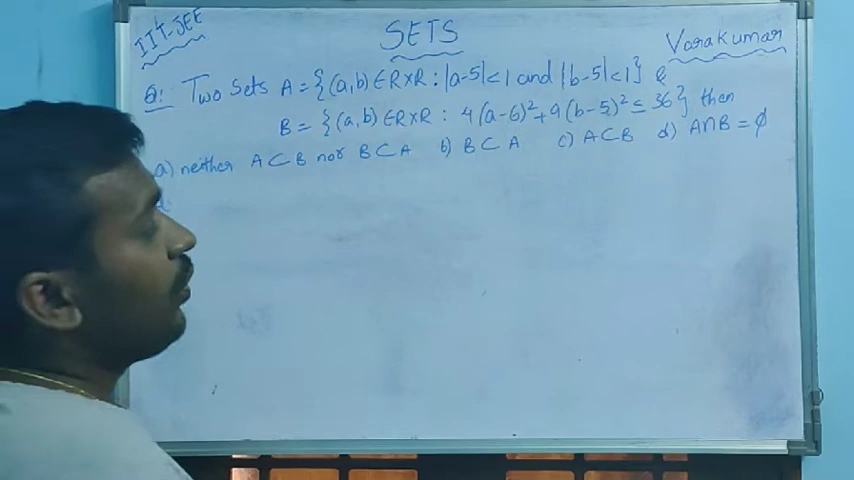 IIT-JEE
SETS
Varakumar
Q: Two sets A = {(a,b) ∈ R×R : |a-5|<1 and |b-5|<1} &
B = {(a,b) ∈ R×R : 4(a-6)²+9(b-5)² ≤ 36} then
a) neither A⊂B nor B⊂A b) B⊂A c) A⊂B d) A∩B = ϕ